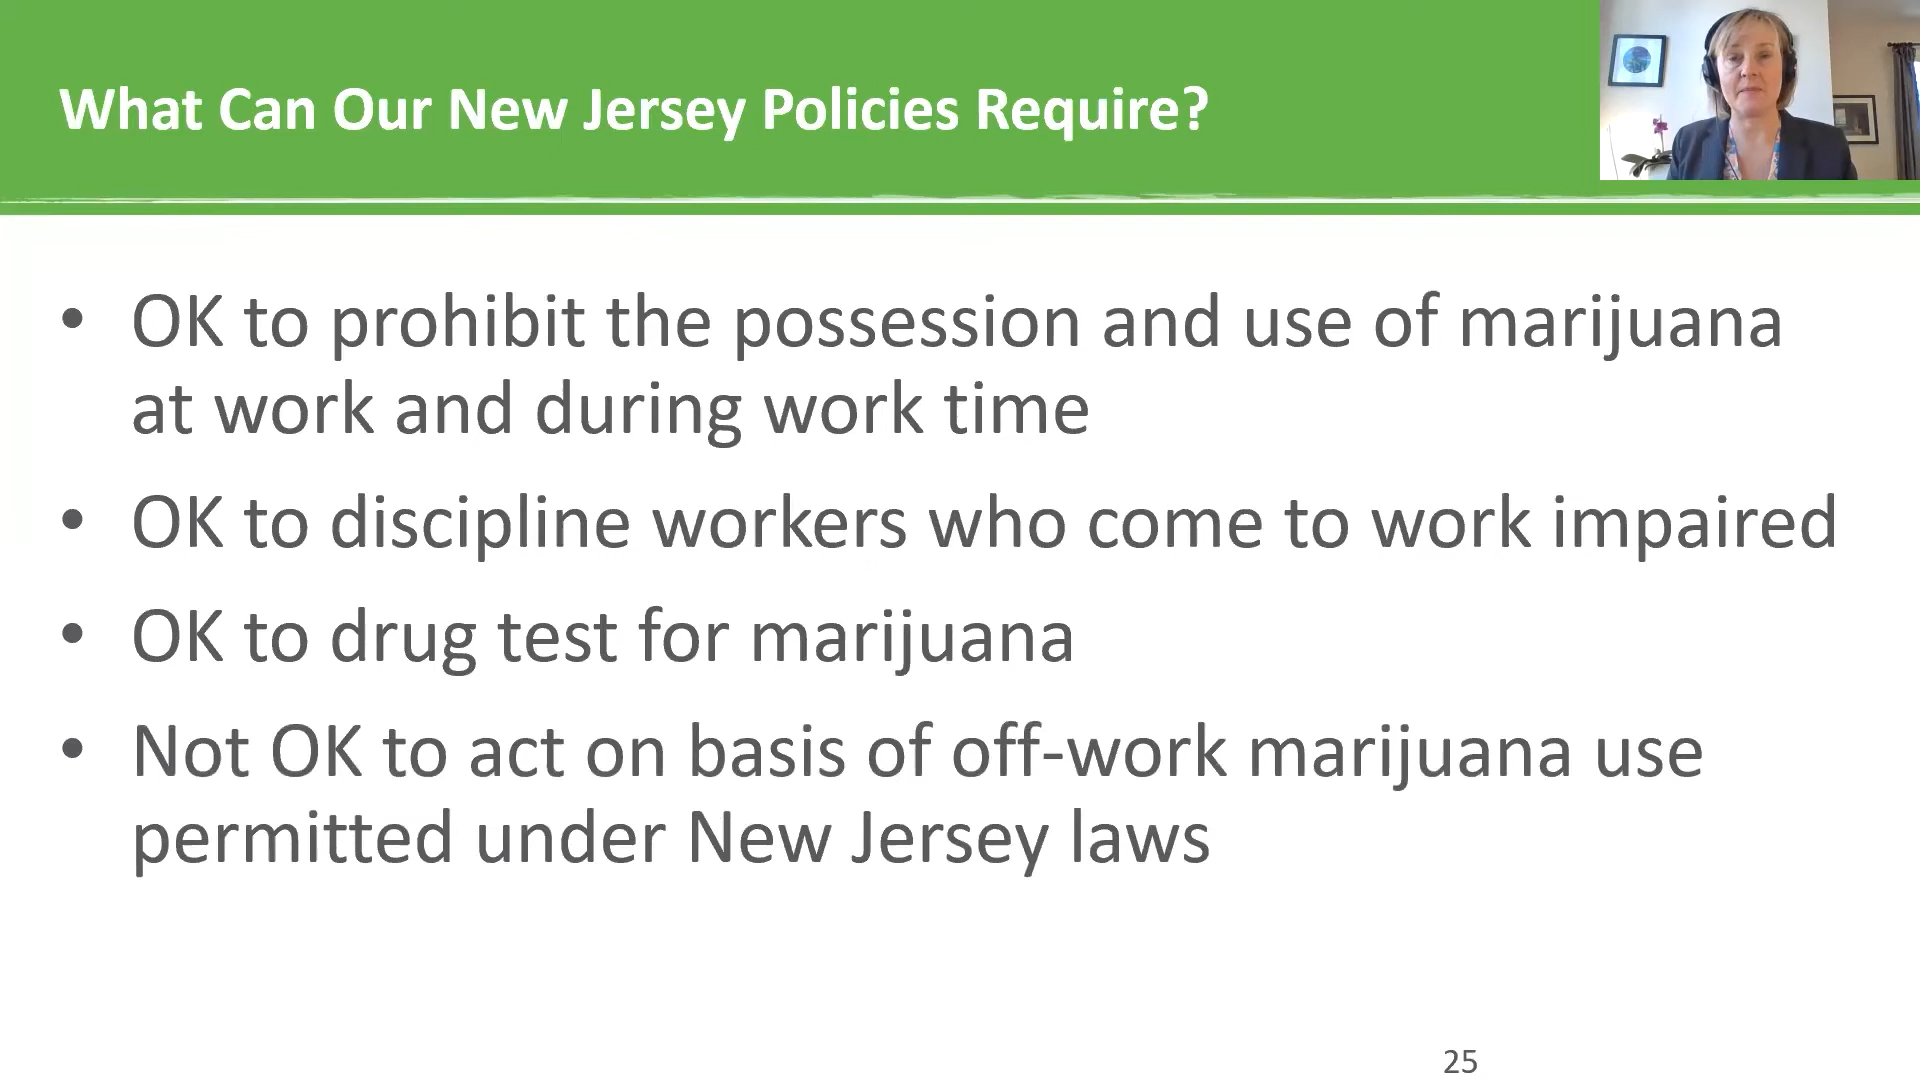 What Can Our New Jersey Policies Require?
• OK to prohibit the possession and use of marijuana
at work and during work time
• OK to discipline workers who come to work impaired
• OK to drug test for marijuana
• Not OK to act on basis of off-work marijuana use
permitted under New Jersey laws
25